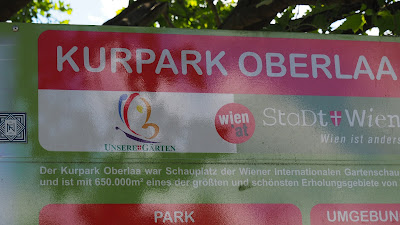 KURPARK OBERLAA
UNSERE GÄRTEN
wien
at
StaDt Wien
Wien ist anders
Der Kurpark Oberlaa war Schauplatz der Wiener Internationalen Gartenschau
und ist mit 650.000m² eines der größten und schönsten Erholungsgebiete von
PARK
UMGEBUN